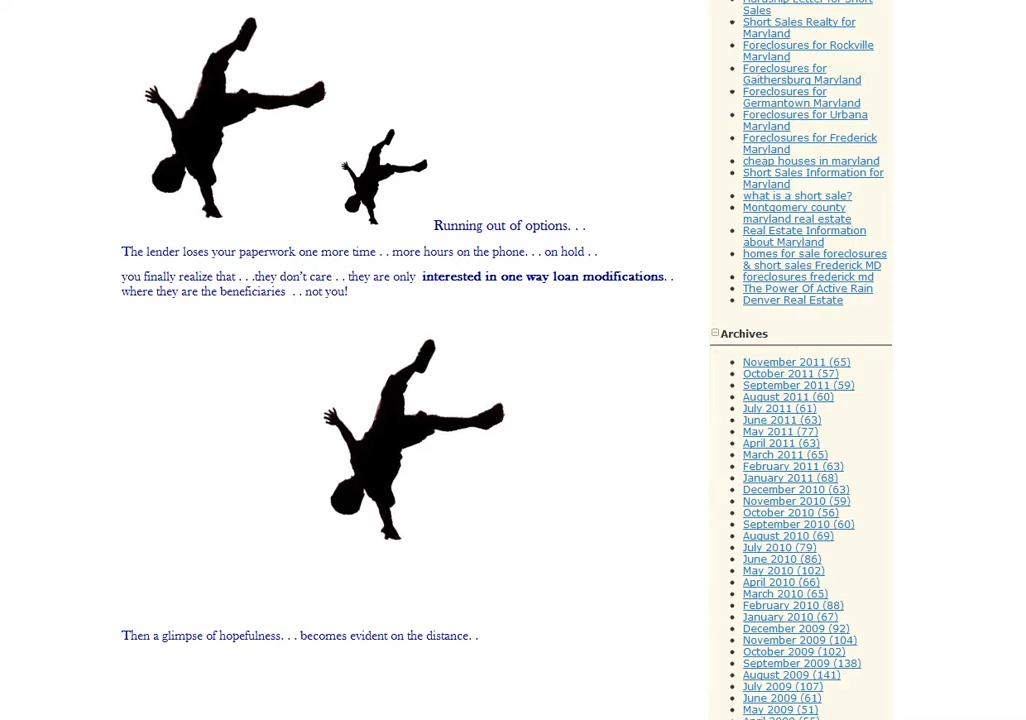 Running out of options. . .
The lender loses your paperwork one more time . . more hours on the phone. . . on hold . .
you finally realize that . . .they don't care . . they are only interested in one way loan modifications. .
where they are the beneficiaries . . not you!
Then a glimpse of hopefulness. . . becomes evident on the distance. .
Hardship Letter for Short
Sales
Short Sales Realty for
Maryland
Foreclosures for Rockville
Maryland
Foreclosures for
Gaithersburg Maryland
Foreclosures for
Germantown Maryland
Foreclosures for Urbana
Maryland
Foreclosures for Frederick
Maryland
cheap houses in maryland
Short Sales Information for
Maryland
what is a short sale?
Montgomery county
maryland real estate
Real Estate Information
about Maryland
homes for sale foreclosures
& short sales Frederick MD
foreclosures frederick md
The Power Of Active Rain
Denver Real Estate
Archives
November 2011 (65)
October 2011 (57)
September 2011 (59)
August 2011 (60)
July 2011 (61)
June 2011 (63)
May 2011 (77)
April 2011 (63)
March 2011 (65)
February 2011 (63)
January 2011 (68)
December 2010 (63)
November 2010 (59)
October 2010 (56)
September 2010 (60)
August 2010 (69)
July 2010 (79)
June 2010 (86)
May 2010 (102)
April 2010 (66)
March 2010 (65)
February 2010 (88)
January 2010 (67)
December 2009 (92)
November 2009 (104)
October 2009 (102)
September 2009 (138)
August 2009 (141)
July 2009 (107)
June 2009 (61)
May 2009 (51)